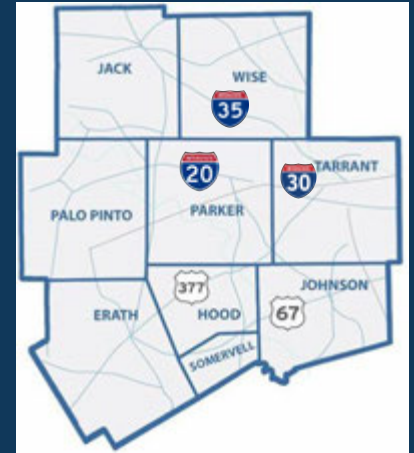 JACK
WISE
35
20
30
TARRANT
PALO PINTO
PARKER
377
JOHNSON
ERATH
HOOD
67
SOMERVELL